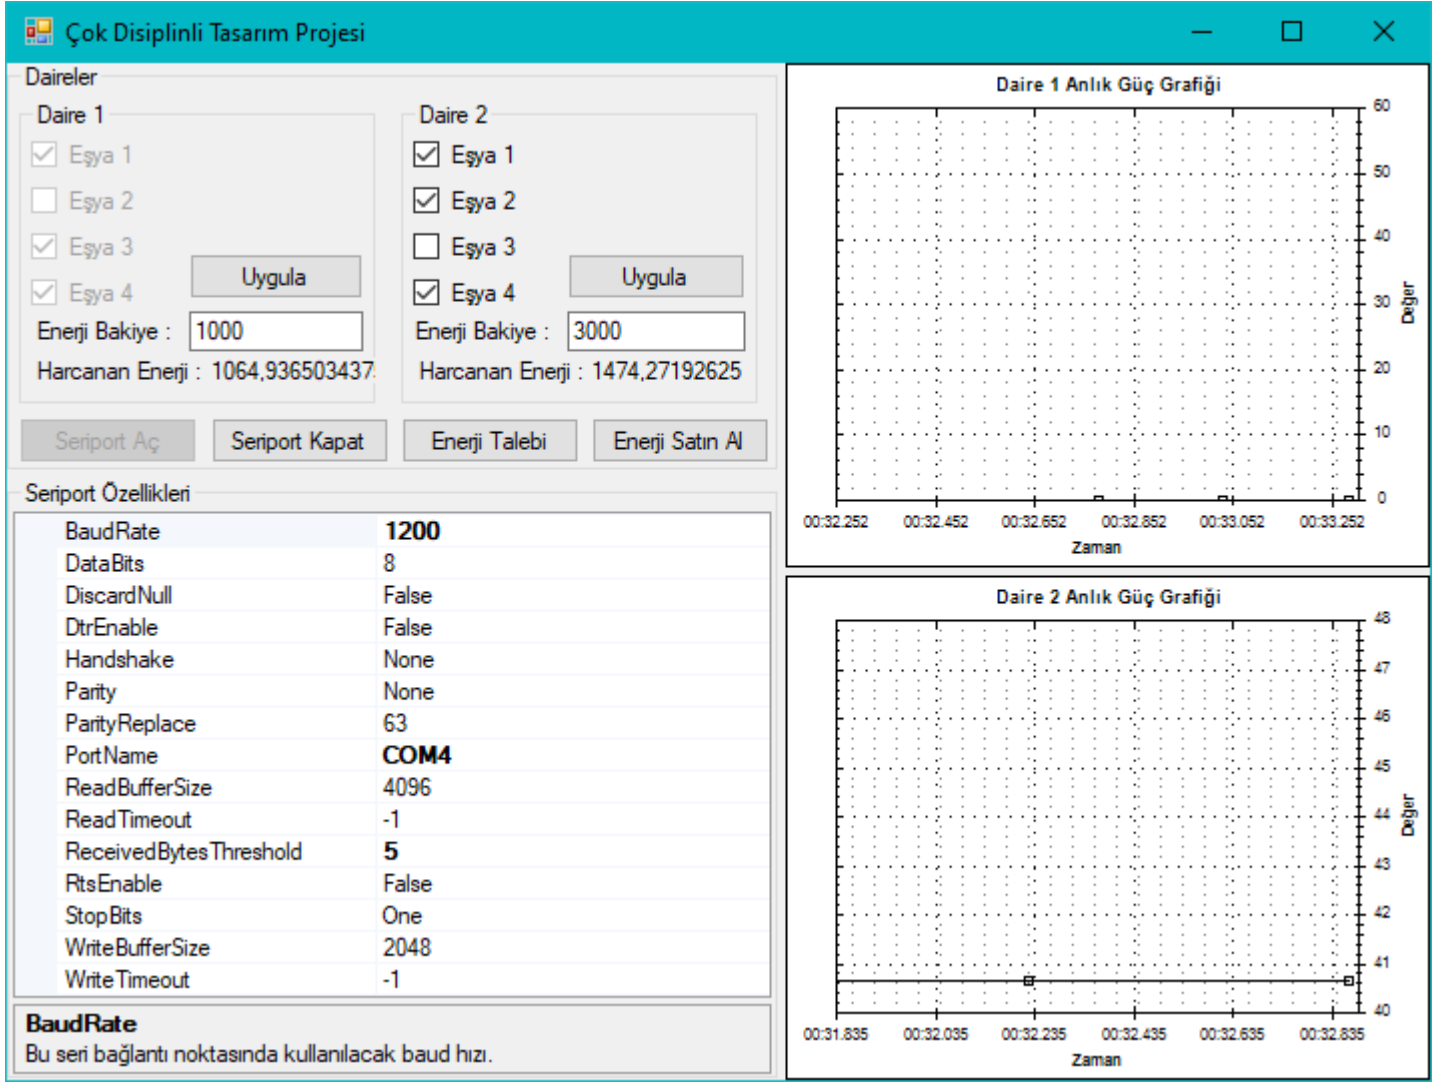 Çok Disiplinli Tasarım Projesi
Daireler
Daire 1
Eşya 1
Eşya 2
Eşya 3
Eşya 4
Uygula
Enerji Bakiye : 1000
Harcanan Enerji : 1064,9365034375
Daire 2
Eşya 1
Eşya 2
Eşya 3
Eşya 4
Uygula
Enerji Bakiye : 3000
Harcanan Enerji : 1474,27192625
Seriport Aç
Seriport Kapat
Enerji Talebi
Enerji Satın Al
Seriport Özellikleri
BaudRate 1200
DataBits 8
DiscardNull False
DtrEnable False
Handshake None
Parity None
ParityReplace 63
PortName COM4
ReadBufferSize 4096
ReadTimeout -1
ReceivedBytesThreshold 5
RtsEnable False
StopBits One
WriteBufferSize 2048
WriteTimeout -1
BaudRate
Bu seri bağlantı noktasında kullanılacak baud hızı.
Daire 1 Anlık Güç Grafiği
60
50
40
30
20
10
0
Değer
00:32.252 00:32.452 00:32.652 00:32.852 00:33.052 00:33.252
Zaman
Daire 2 Anlık Güç Grafiği
48
47
46
45
44
43
42
41
40
Değer
00:31.835 00:32.035 00:32.235 00:32.435 00:32.635 00:32.835
Zaman